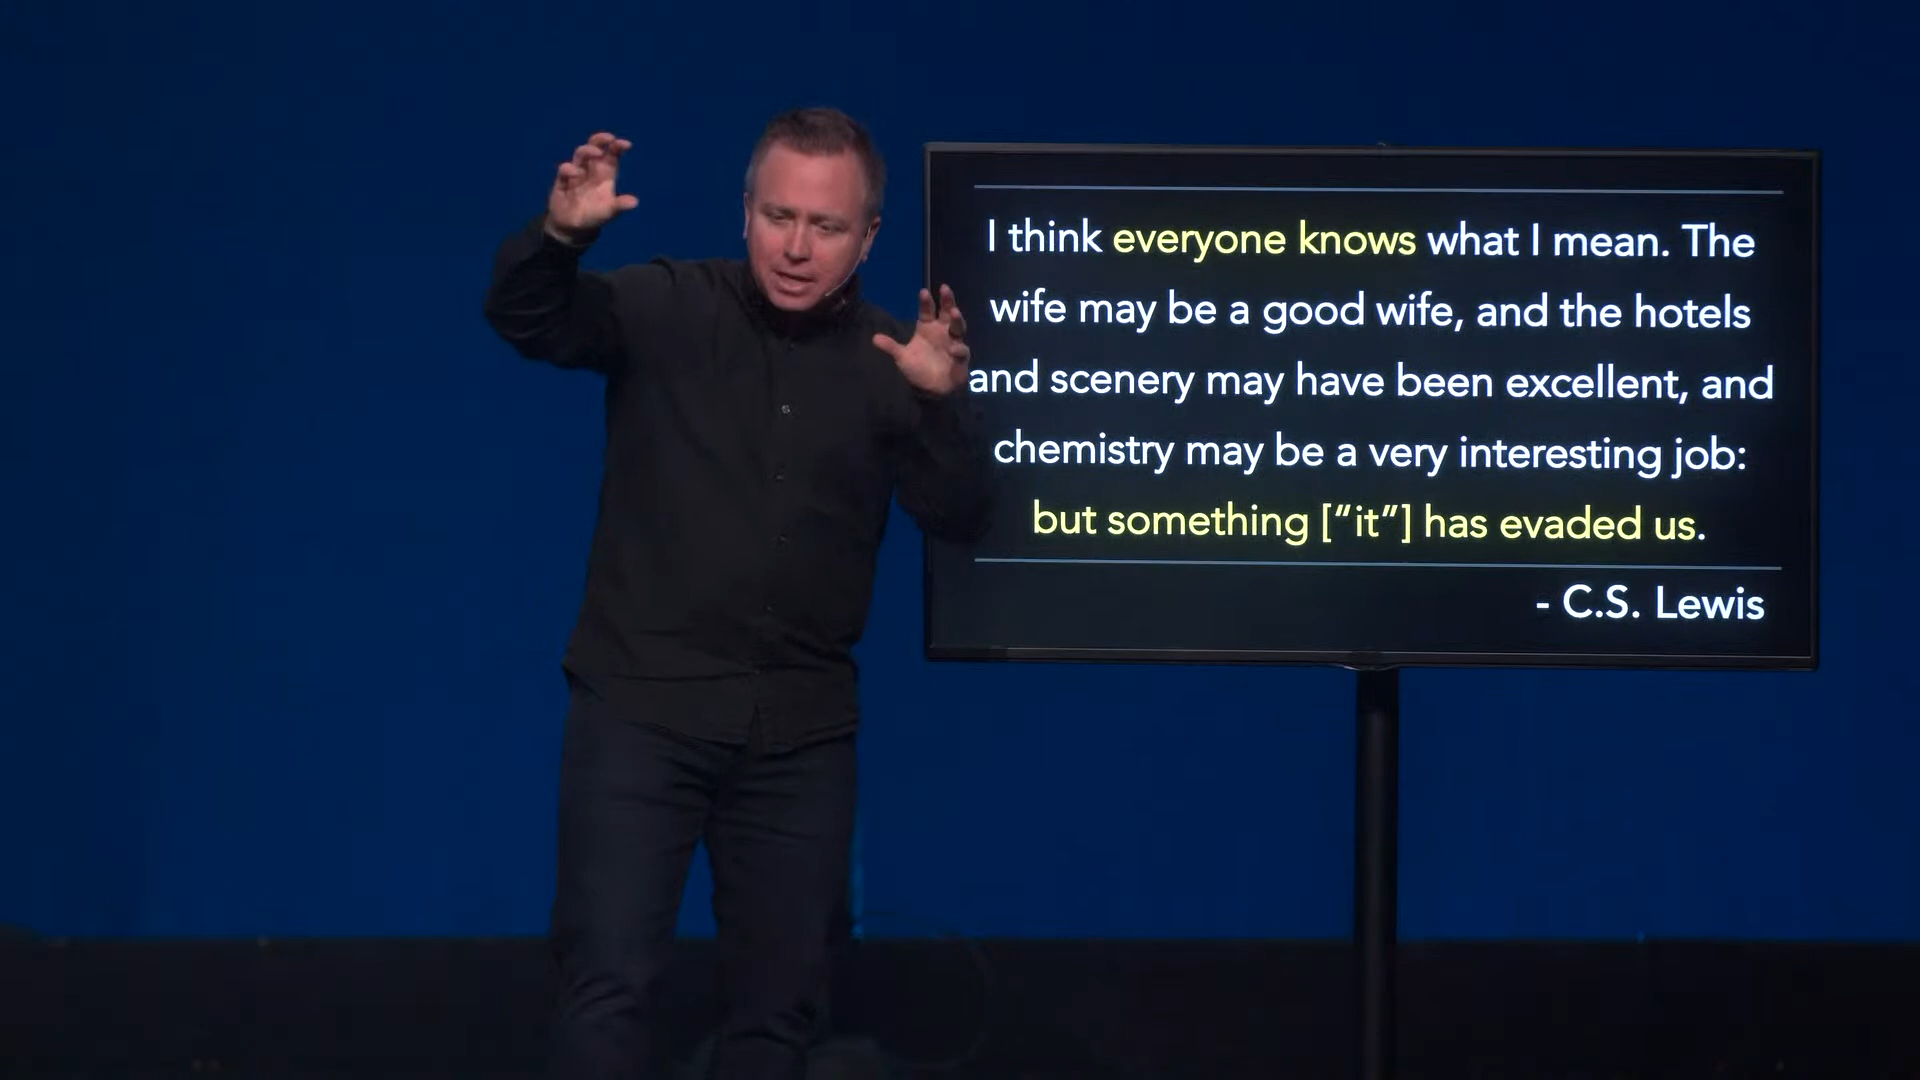 I think everyone knows what I mean. The
wife may be a good wife, and the hotels
and scenery may have been excellent, and
chemistry may be a very interesting job:
but something [“it”] has evaded us.
- C.S. Lewis